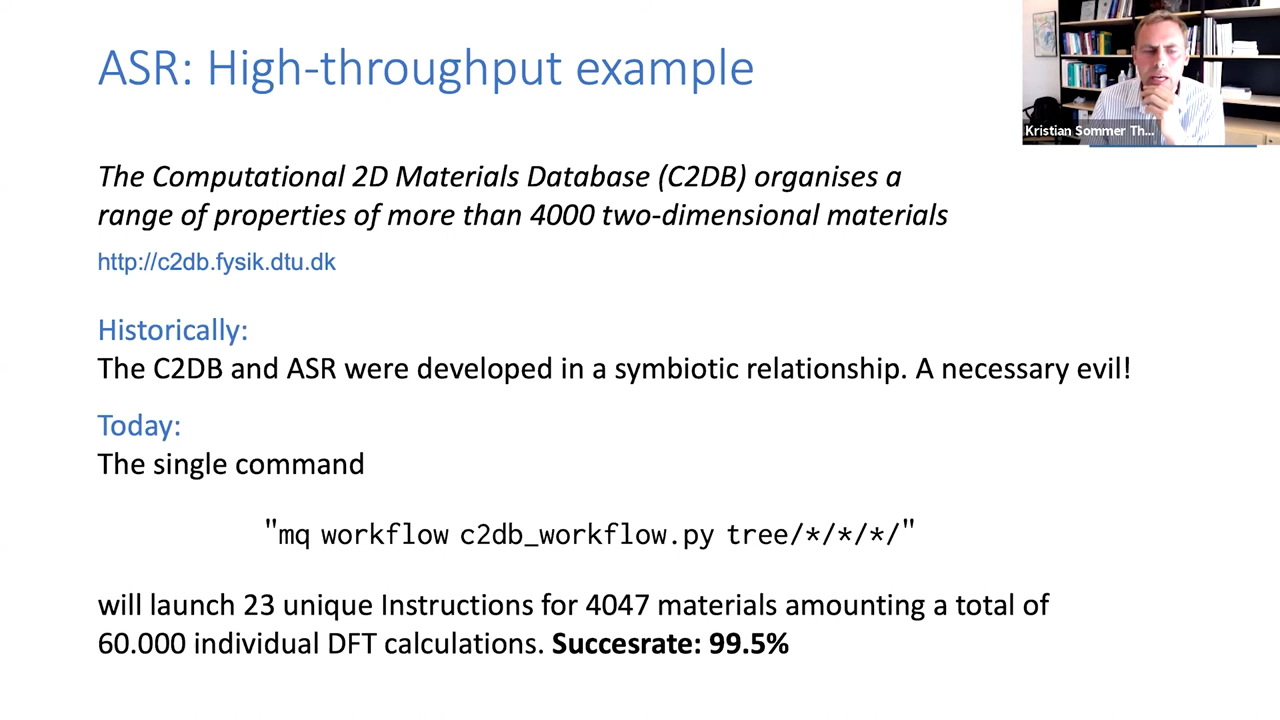 ASR: High-throughput example
Kristian Sommer Th...
The Computational 2D Materials Database (C2DB) organises a
range of properties of more than 4000 two-dimensional materials
http://c2db.fysik.dtu.dk
Historically:
The C2DB and ASR were developed in a symbiotic relationship. A necessary evil!
Today:
The single command
"mq workflow c2db_workflow.py tree/*/*/*/"
will launch 23 unique Instructions for 4047 materials amounting a total of
60.000 individual DFT calculations. Succesrate: 99.5%